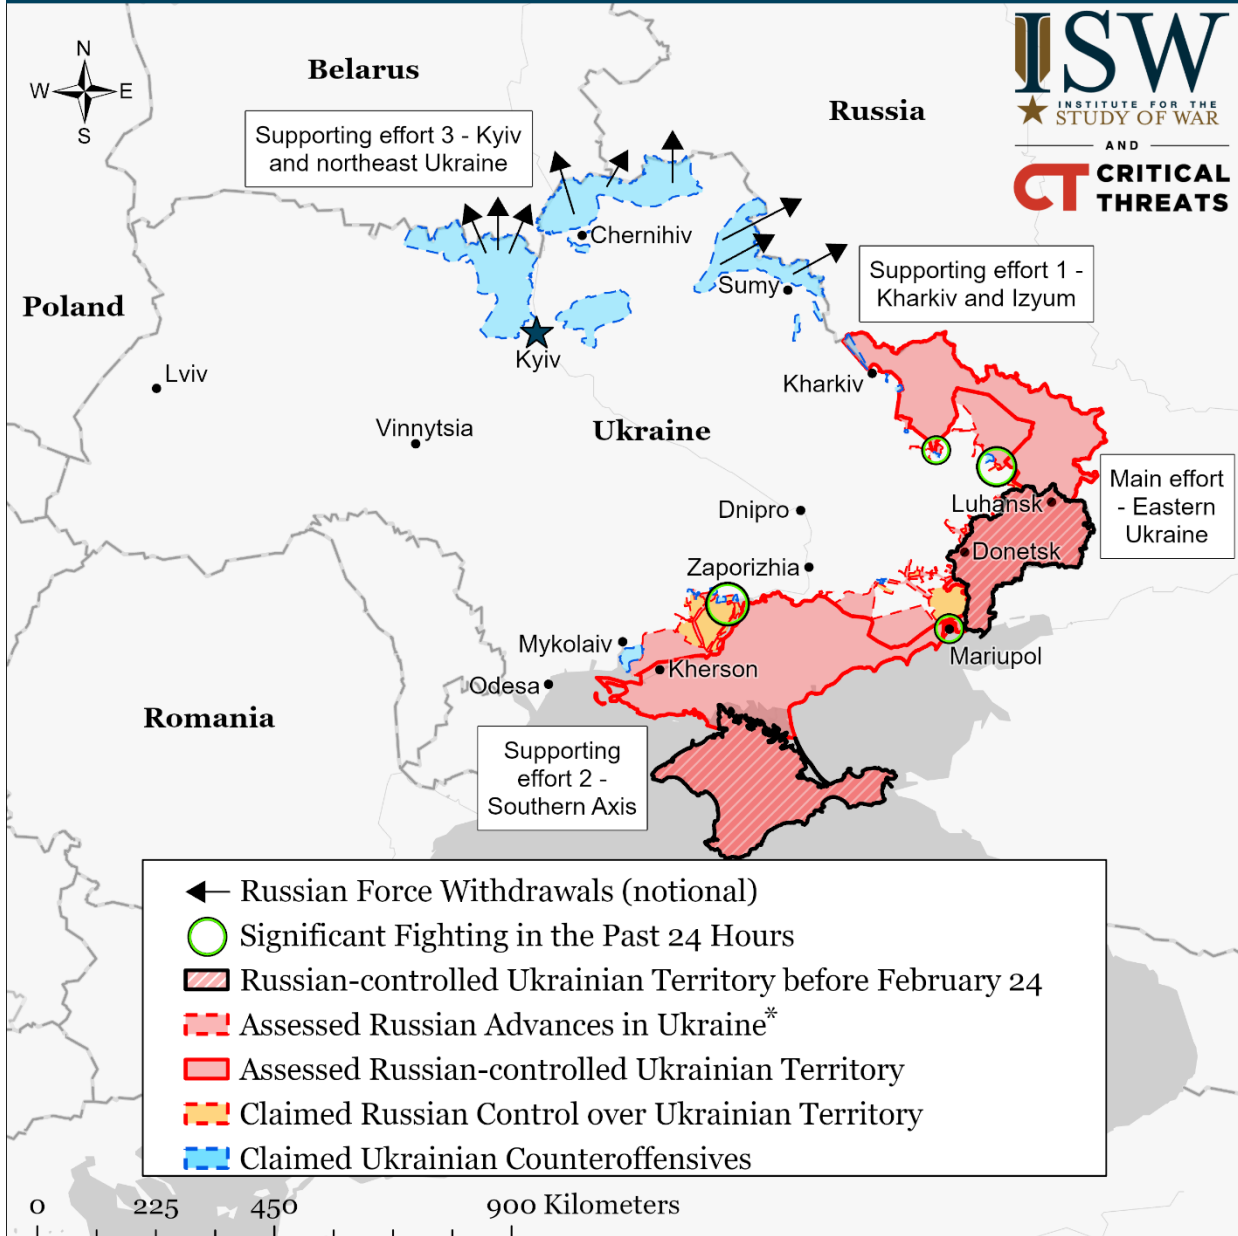 N
W
E
S
Belarus
Russia
ISW
INSTITUTE FOR THE
STUDY OF WAR
AND
CT CRITICAL
THREATS
Supporting effort 3 - Kyiv
and northeast Ukraine
Chernihiv
Sumy
Supporting effort 1 -
Kharkiv and Izyum
Poland
Kyiv
Lviv
Kharkiv
Vinnytsia
Ukraine
Main effort
- Eastern
Ukraine
Luhansk
Dnipro
Donetsk
Zaporizhia
Mykolaiv
Mariupol
Kherson
Odesa
Romania
Supporting
effort 2 -
Southern Axis
Russian Force Withdrawals (notional)
Significant Fighting in the Past 24 Hours
Russian-controlled Ukrainian Territory before February 24
Assessed Russian Advances in Ukraine*
Assessed Russian-controlled Ukrainian Territory
Claimed Russian Control over Ukrainian Territory
Claimed Ukrainian Counteroffensives
0 225 450 900 Kilometers